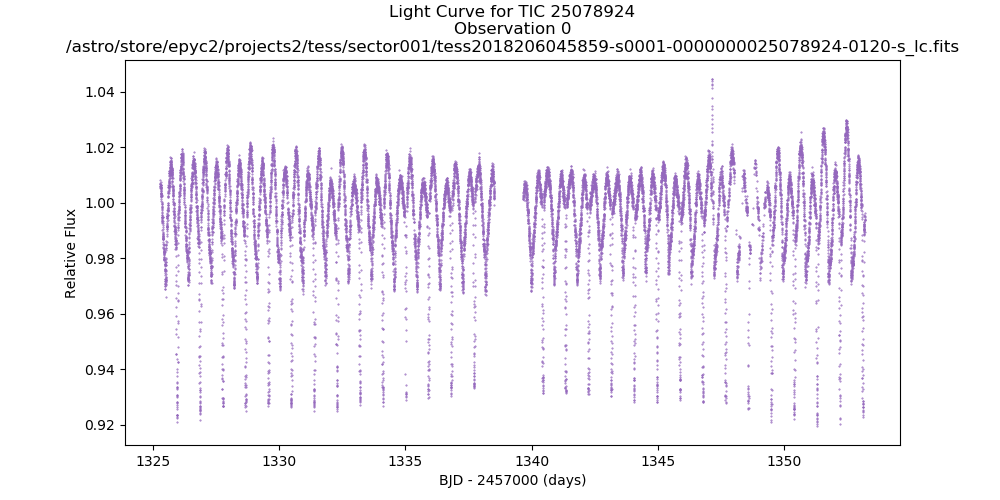 Light Curve for TIC 25078924
Observation 0
/astro/store/epyc2/projects2/tess/sector001/tess2018206045859-s0001-0000000025078924-0120-s_lc.fits
1.04
1.02
1.00
0.98
0.96
0.94
0.92
Relative Flux
1325 1330 1335 1340 1345 1350
BJD - 2457000 (days)